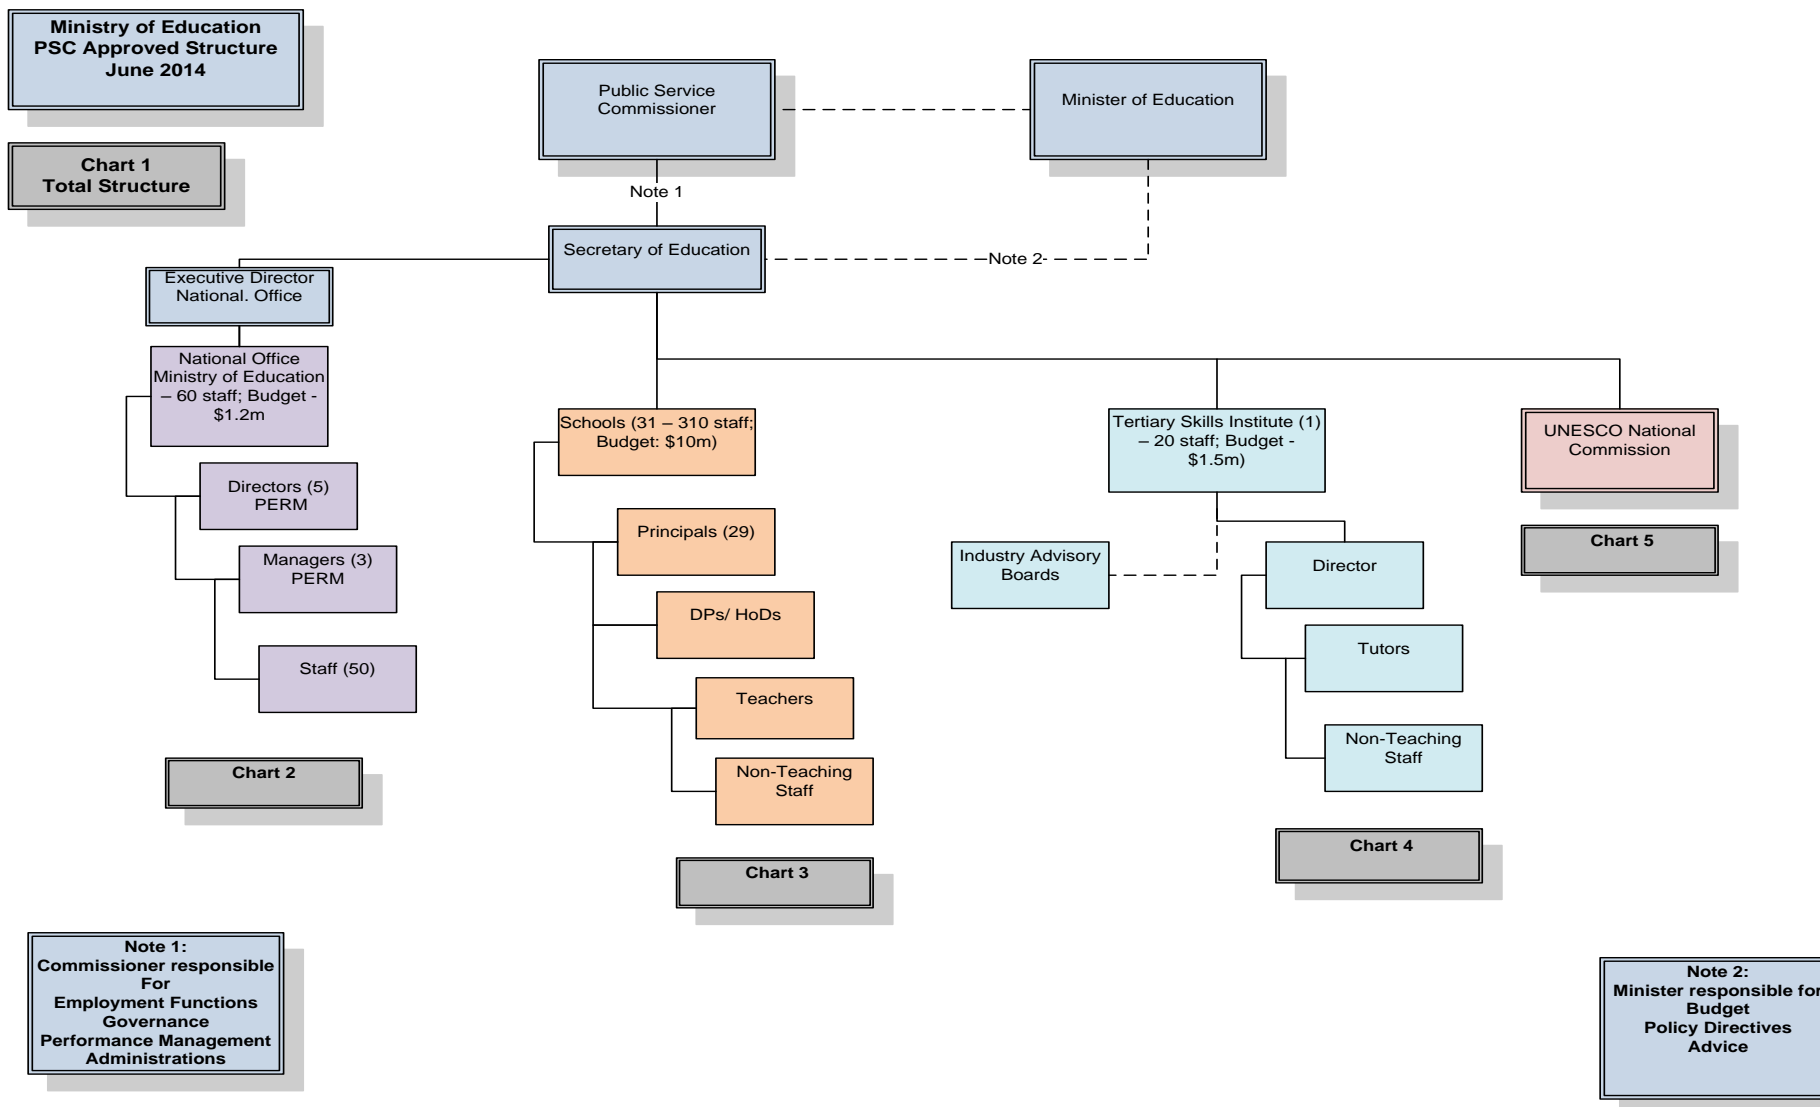 Ministry of Education
PSC Approved Structure
June 2014
Chart 1
Total Structure
Public Service
Commissioner
Minister of Education
Note 1
Secretary of Education
Note 2
Executive Director
National. Office
National Office
Ministry of Education
– 60 staff; Budget -
$1.2m
Directors (5)
PERM
Managers (3)
PERM
Staff (50)
Chart 2
Schools (31 – 310 staff;
Budget: $10m)
Principals (29)
DPs/ HoDs
Teachers
Non-Teaching
Staff
Chart 3
Tertiary Skills Institute (1)
– 20 staff; Budget -
$1.5m)
Industry Advisory
Boards
Director
Tutors
Non-Teaching
Staff
Chart 4
UNESCO National
Commission
Chart 5
Note 1:
Commissioner responsible
For
Employment Functions
Governance
Performance Management
Administrations
Note 2:
Minister responsible for
Budget
Policy Directives
Advice